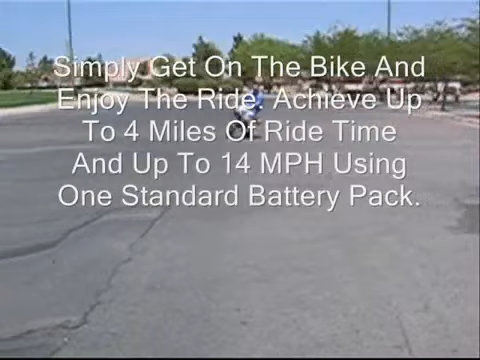 Simply Get On The Bike And
Enjoy The Ride. Achieve Up
To 4 Miles Of Ride Time
And Up To 14 MPH Using
One Standard Battery Pack.